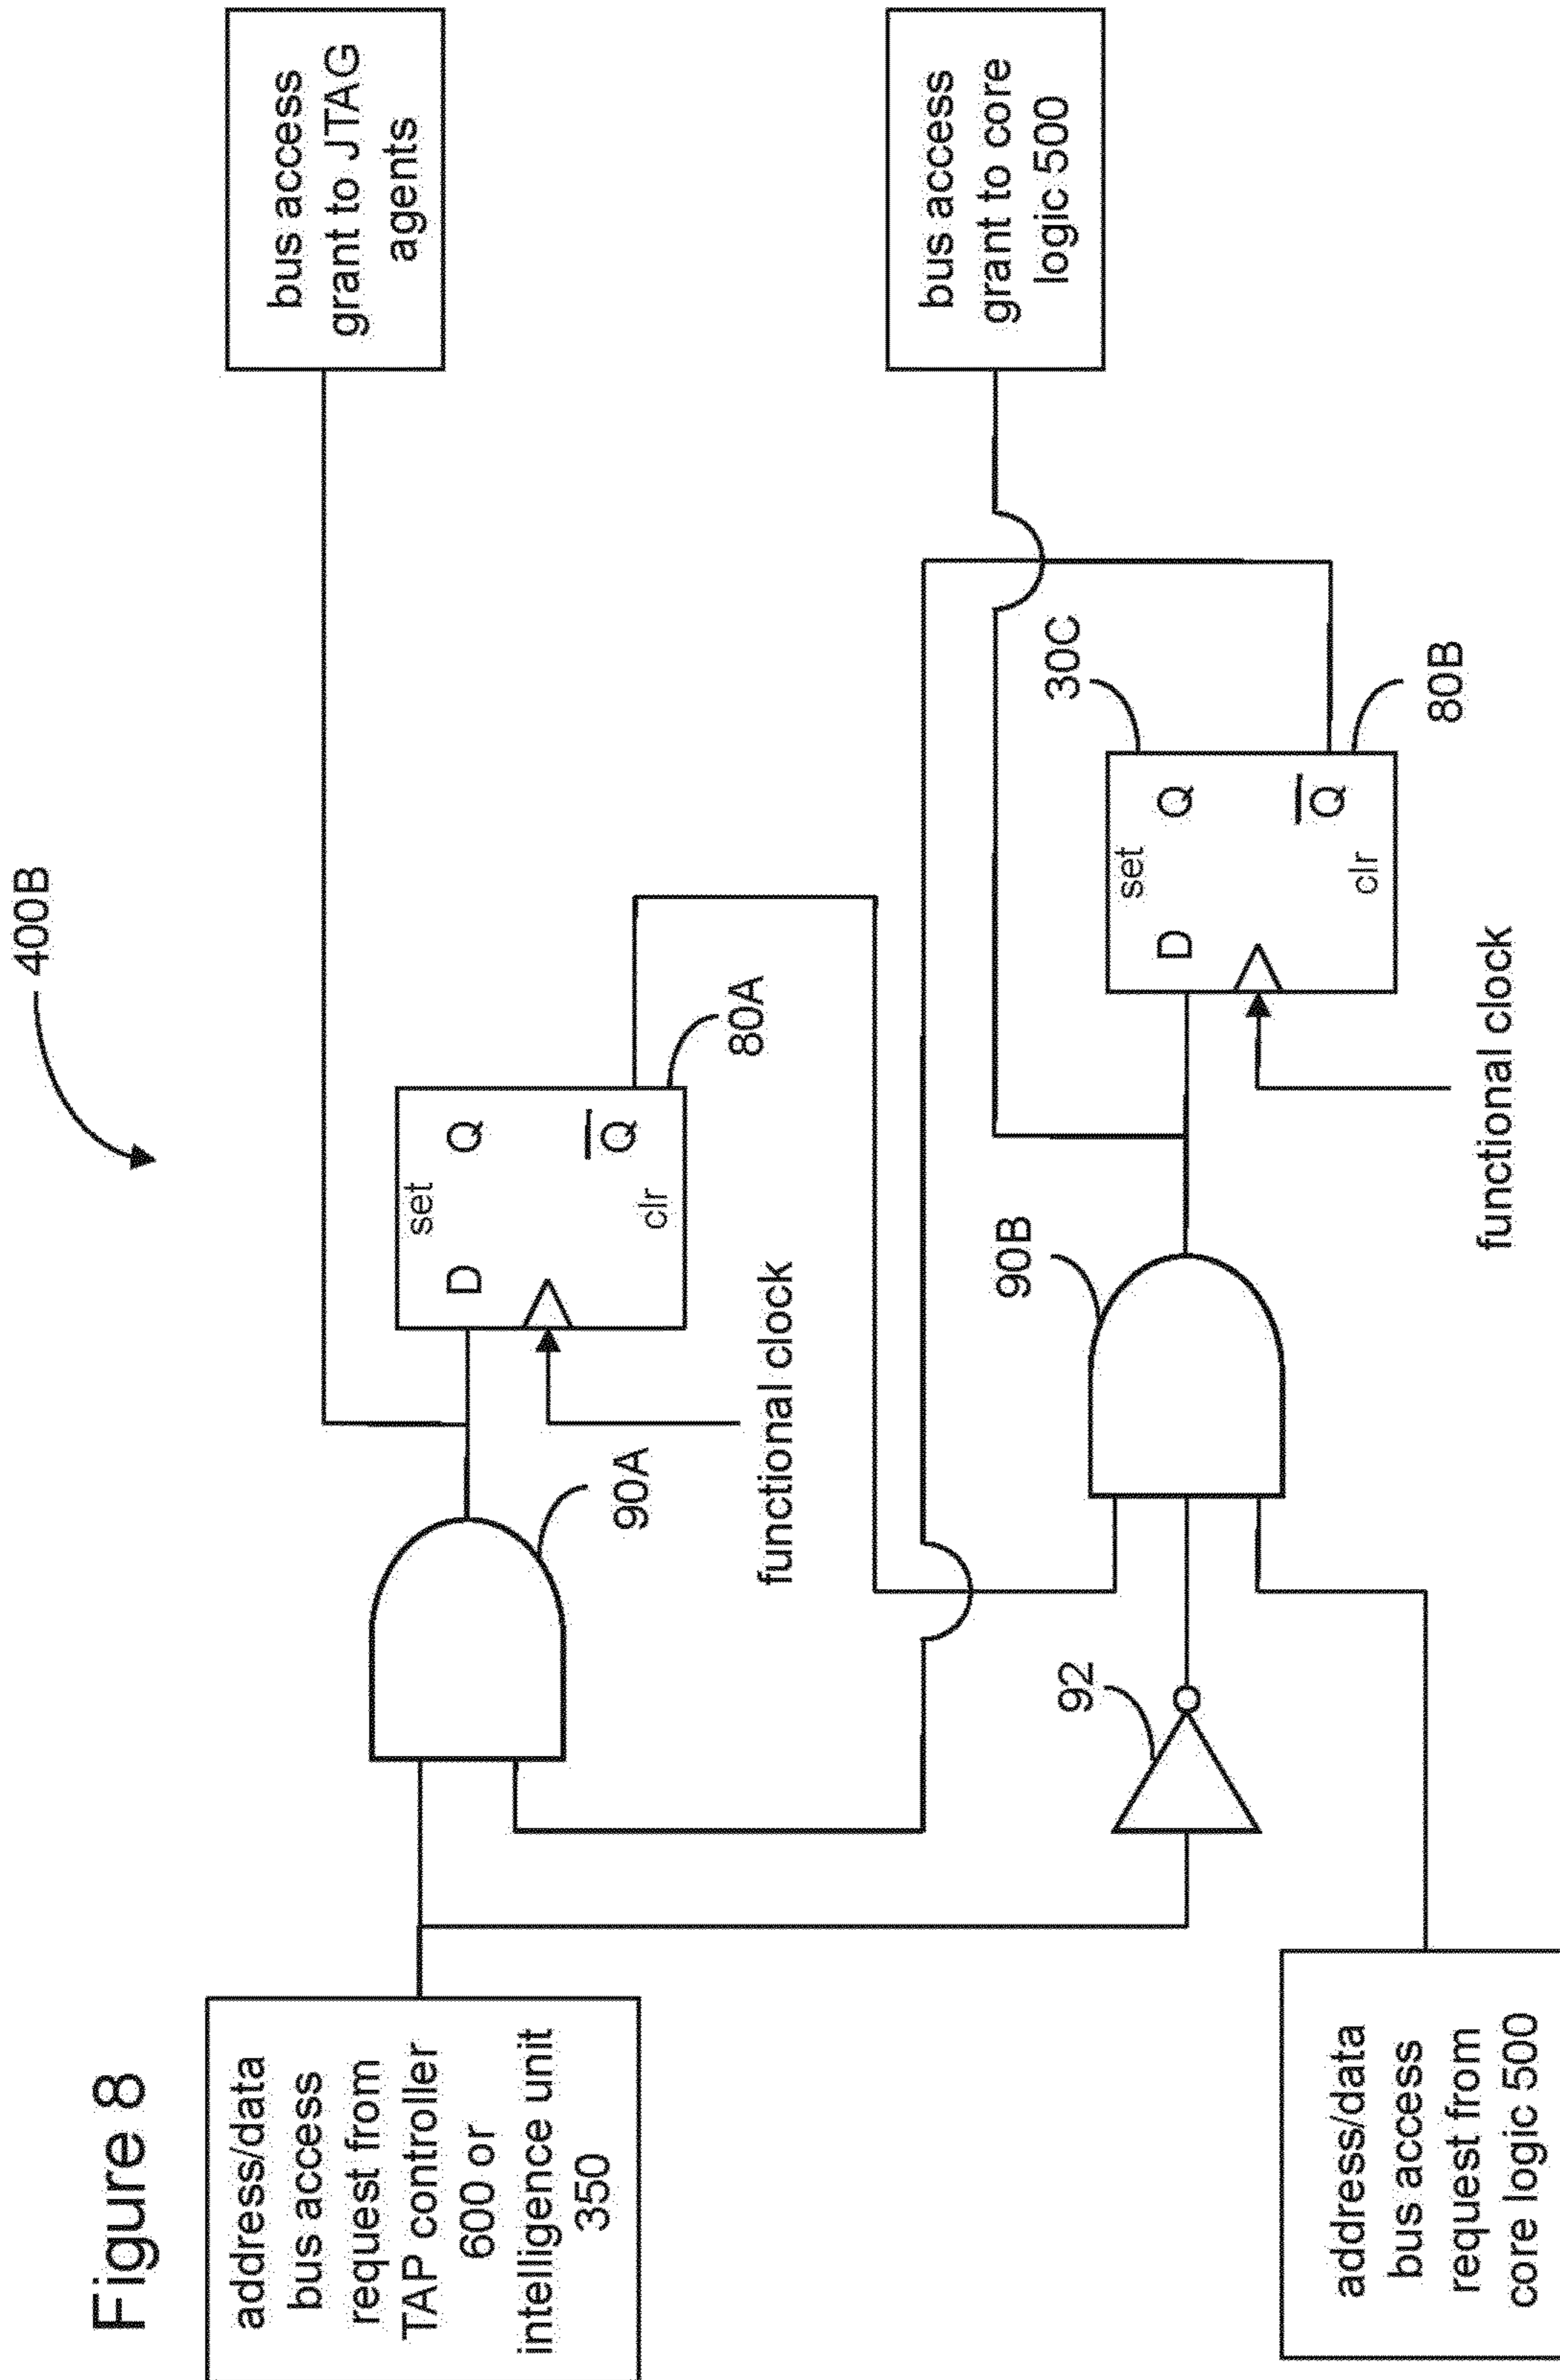 Figure 8
400B
address/data
bus access
request from
TAP controller
600 or
intelligence unit
350
90A
set
D
Q
Q
clr
80A
functional clock
bus access
grant to JTAG
agents
address/data
bus access
request from
core logic 500
92
90B
set
D
Q
Q
clr
30C
80B
functional clock
bus access
grant to core
logic 500